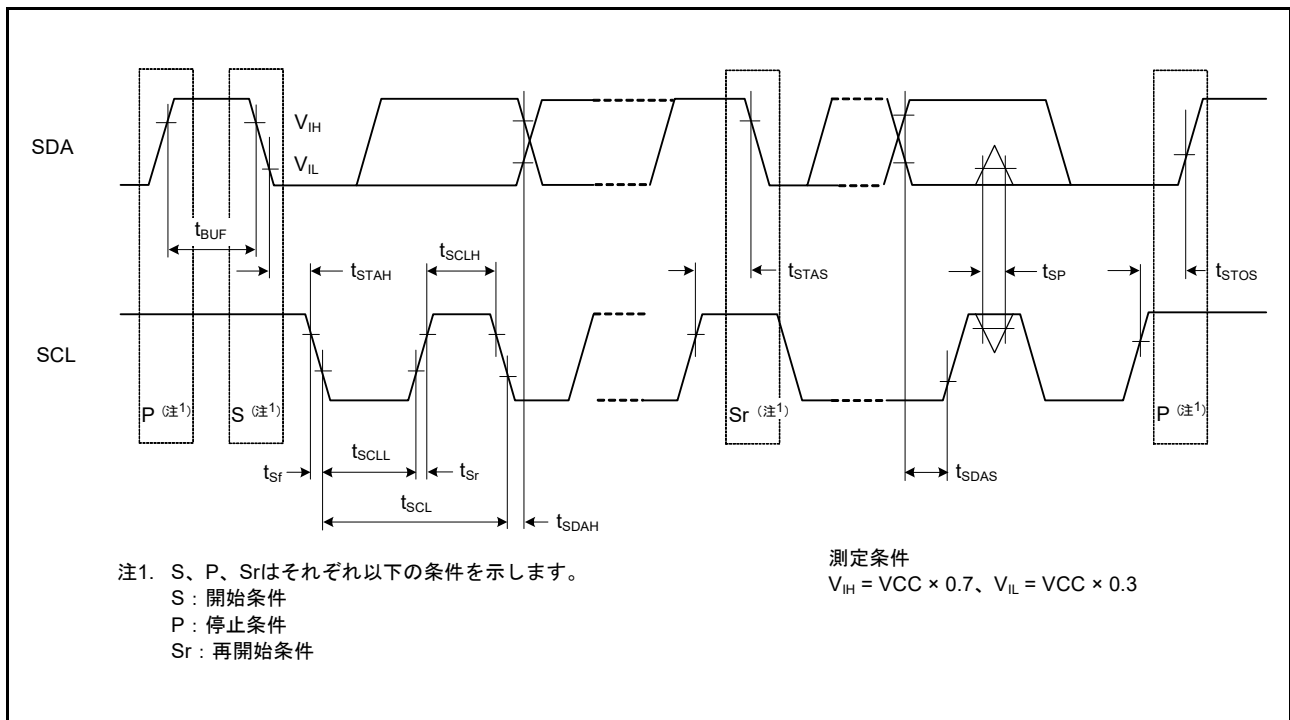 SDA
V_IH
V_IL
t_BUF
t_STAH
t_SCLH
t_STAS
t_SP
t_STOS
SCL
P（注1）
S（注1）
Sr（注1）
P（注1）
t_Sf
t_SCLL
t_Sr
t_SDAS
t_SCL
t_SDAH
注1. S、P、Srはそれぞれ以下の条件を示します。
S：開始条件
P：停止条件
Sr：再開始条件
測定条件
V_IH = VCC × 0.7、V_IL = VCC × 0.3